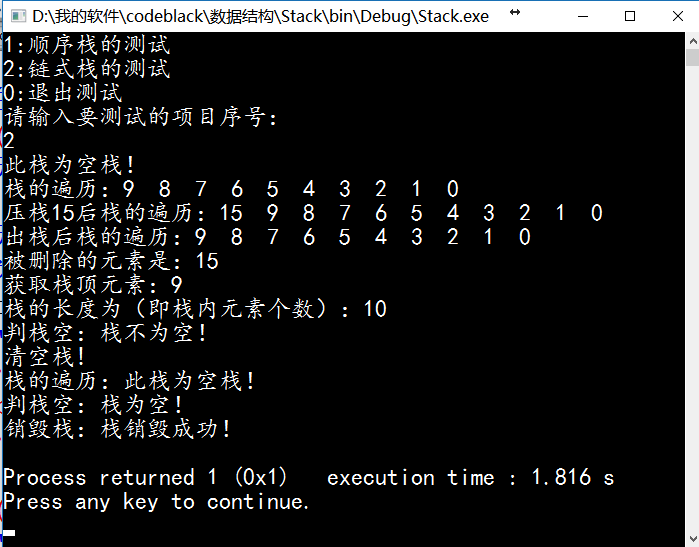 D:\我的软件\codeblack\数据结构\Stack\bin\Debug\Stack.exe
1:顺序栈的测试
2:链式栈的测试
0:退出测试
请输入要测试的项目序号：
2
此栈为空栈！
栈的遍历：9 8 7 6 5 4 3 2 1 0
压栈15后栈的遍历：15 9 8 7 6 5 4 3 2 1 0
出栈后栈的遍历：9 8 7 6 5 4 3 2 1 0
被删除的元素是：15
获取栈顶元素：9
栈的长度为（即栈内元素个数）：10
判栈空：栈不为空！
清空栈！
栈的遍历：此栈为空栈！
判栈空：栈为空！
销毁栈：栈销毁成功！
Process returned 1 (0x1)   execution time : 1.816 s
Press any key to continue.